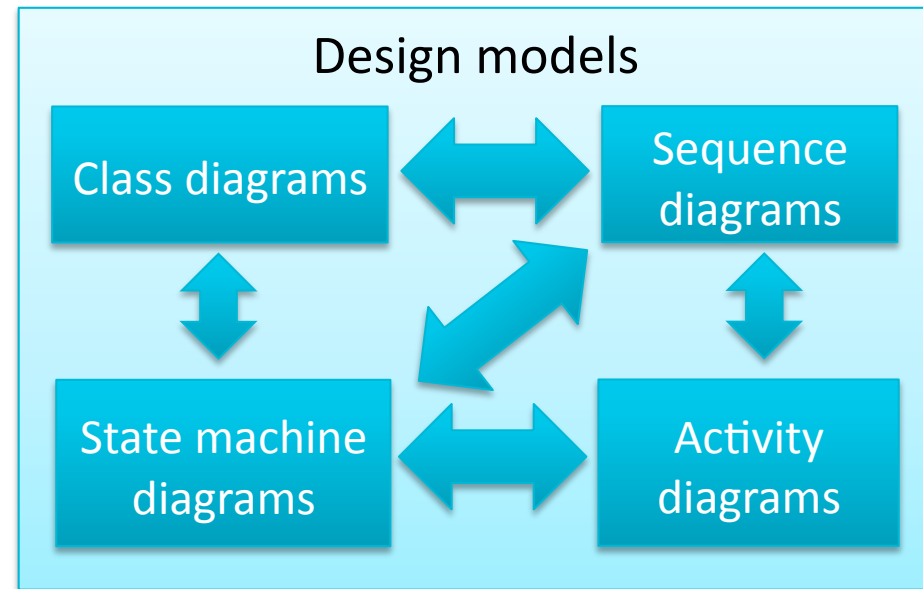 Design models
Class diagrams
Sequence
diagrams
State machine
diagrams
Activity
diagrams